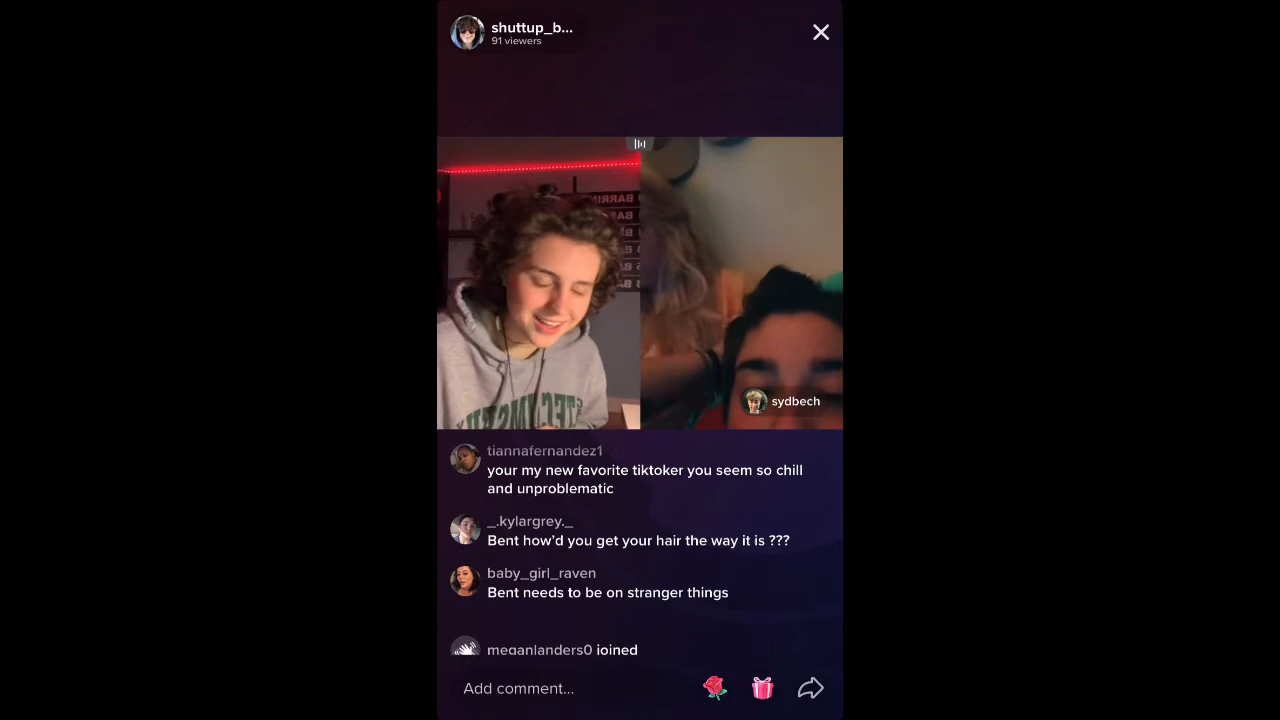 shuttup_b...
91 viewers
sydbech
tiannafernandez1
your my new favorite tiktoker you seem so chill
and unproblematic
_.kylargrey._
Bent how'd you get your hair the way it is ???
baby_girl_raven
Bent needs to be on stranger things
meganlanders0 joined
Add comment...